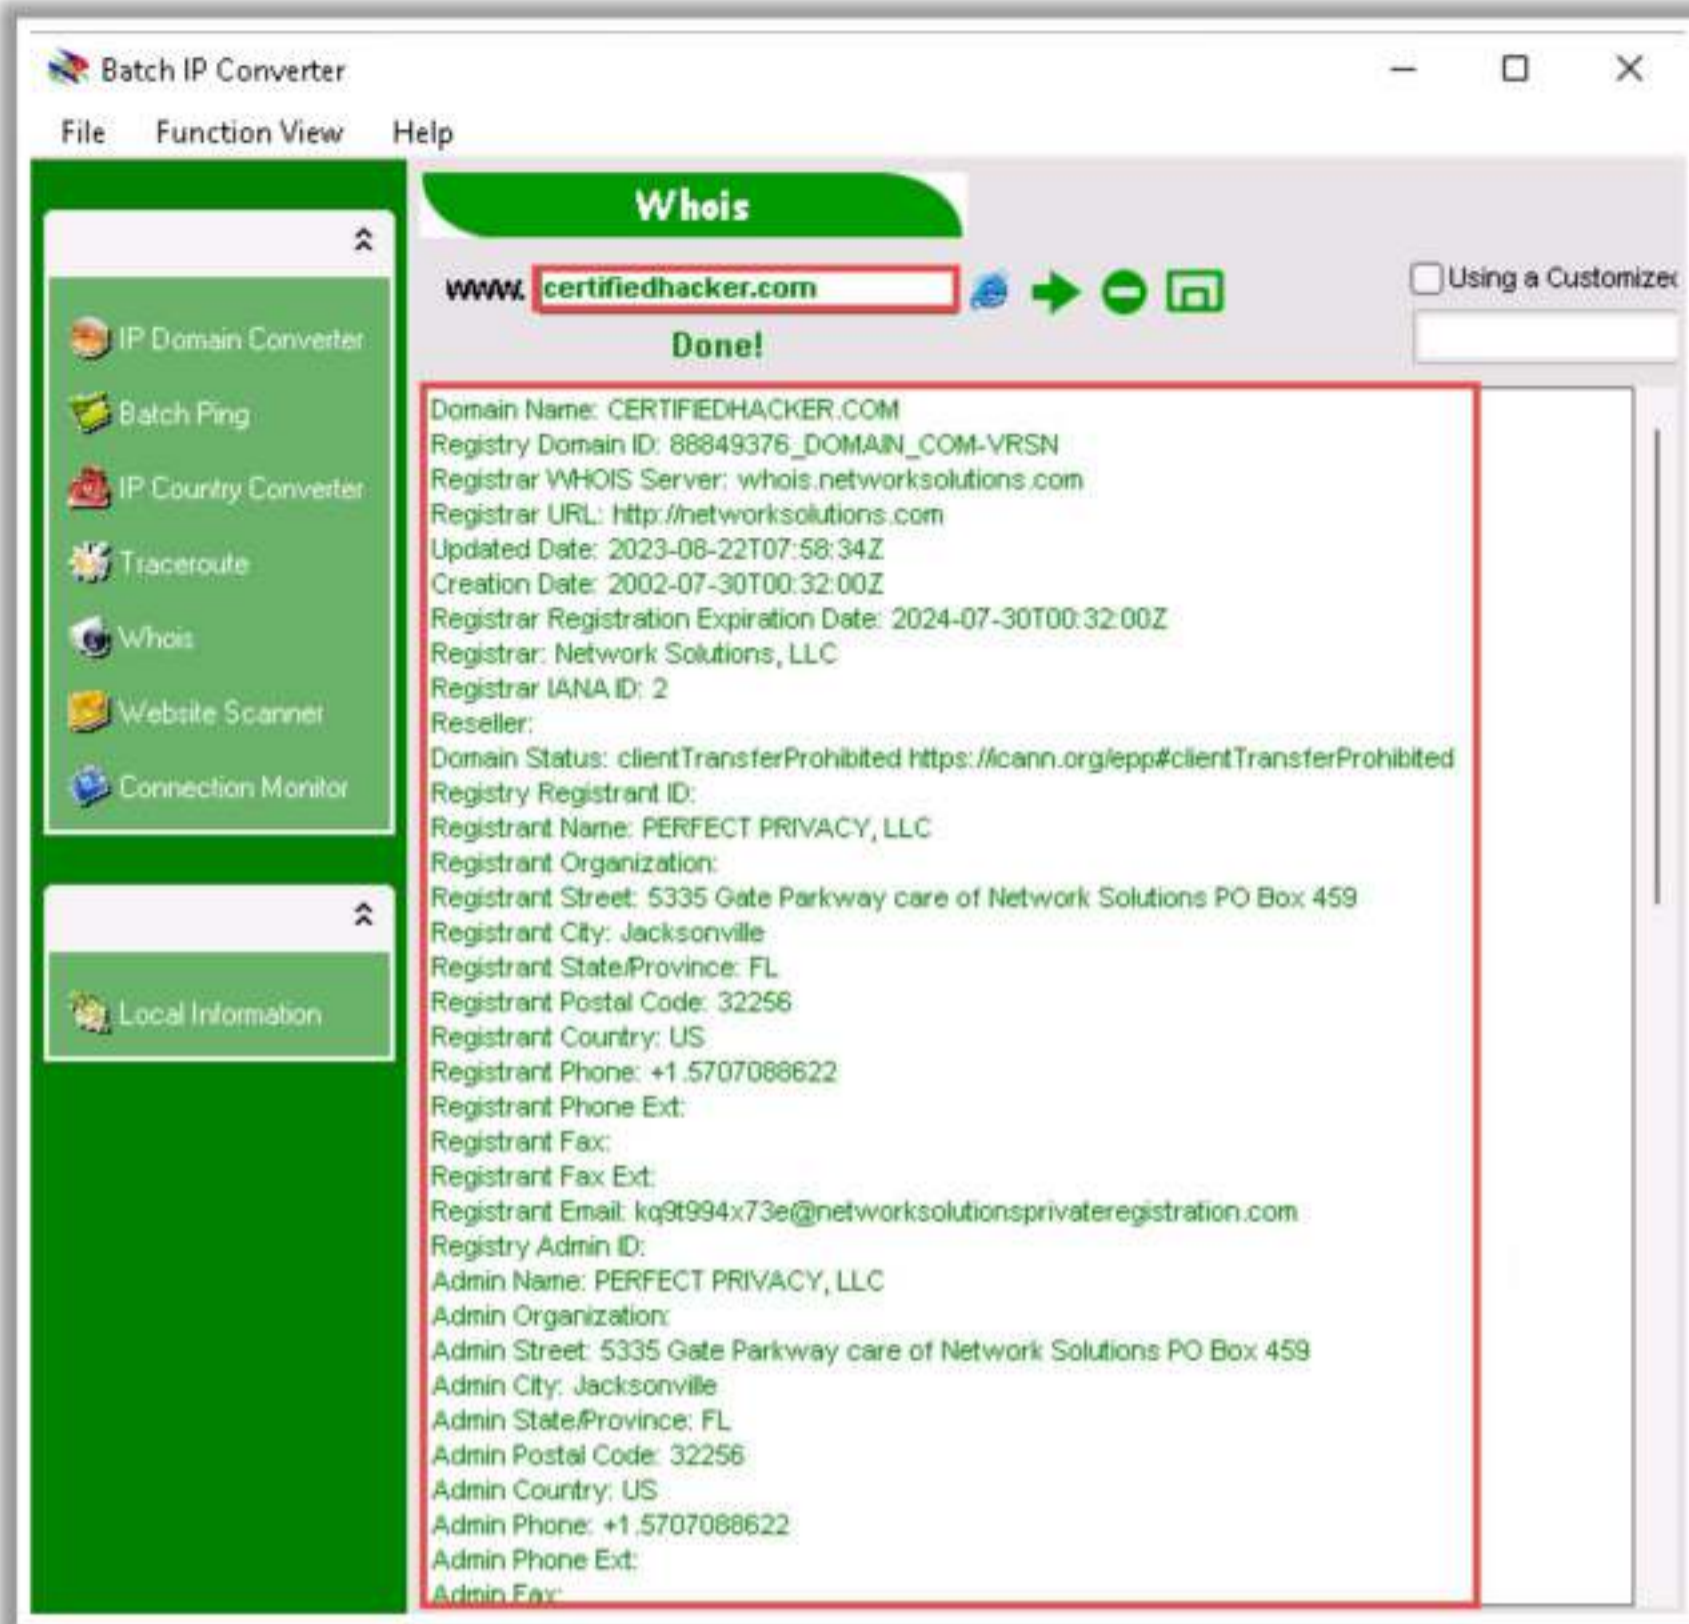 Batch IP Converter
File Function View Help
Whois
www. certifiedhacker.com
Using a Customized
Done!
IP Domain Converter
Batch Ping
IP Country Converter
Traceroute
Whois
Website Scanner
Connection Monitor
Local Information
Domain Name: CERTIFIEDHACKER.COM
Registry Domain ID: 88849376_DOMAIN_COM-VRSN
Registrar WHOIS Server: whois.networksolutions.com
Registrar URL: http://networksolutions.com
Updated Date: 2023-08-22T07:58:34Z
Creation Date: 2002-07-30T00:32:00Z
Registrar Registration Expiration Date: 2024-07-30T00:32:00Z
Registrar: Network Solutions, LLC
Registrar IANA ID: 2
Reseller:
Domain Status: clientTransferProhibited https://icann.org/epp#clientTransferProhibited
Registry Registrant ID:
Registrant Name: PERFECT PRIVACY, LLC
Registrant Organization:
Registrant Street: 5335 Gate Parkway care of Network Solutions PO Box 459
Registrant City: Jacksonville
Registrant State/Province: FL
Registrant Postal Code: 32256
Registrant Country: US
Registrant Phone: +1.5707088622
Registrant Phone Ext:
Registrant Fax:
Registrant Fax Ext:
Registrant Email: kq9t994x73e@networksolutionsprivateregistration.com
Registry Admin ID:
Admin Name: PERFECT PRIVACY, LLC
Admin Organization:
Admin Street: 5335 Gate Parkway care of Network Solutions PO Box 459
Admin City: Jacksonville
Admin State/Province: FL
Admin Postal Code: 32256
Admin Country: US
Admin Phone: +1.5707088622
Admin Phone Ext:
Admin Fax: